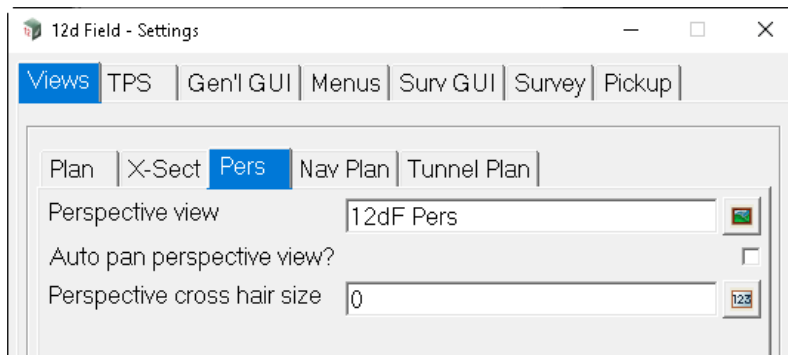 12d Field - Settings
Views TPS Gen'l GUI Menus Surv GUI Survey Pickup
Plan X-Sect Pers Nav Plan Tunnel Plan
Perspective view 12dF Pers
Auto pan perspective view?
Perspective cross hair size 0 123